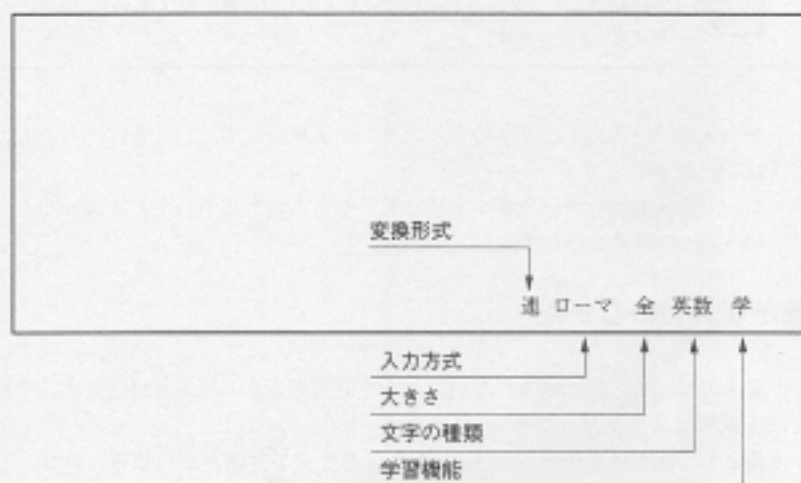 変換形式
連 ローマ 全 英数 学
入力方式
大きさ
文字の種類
学習機能